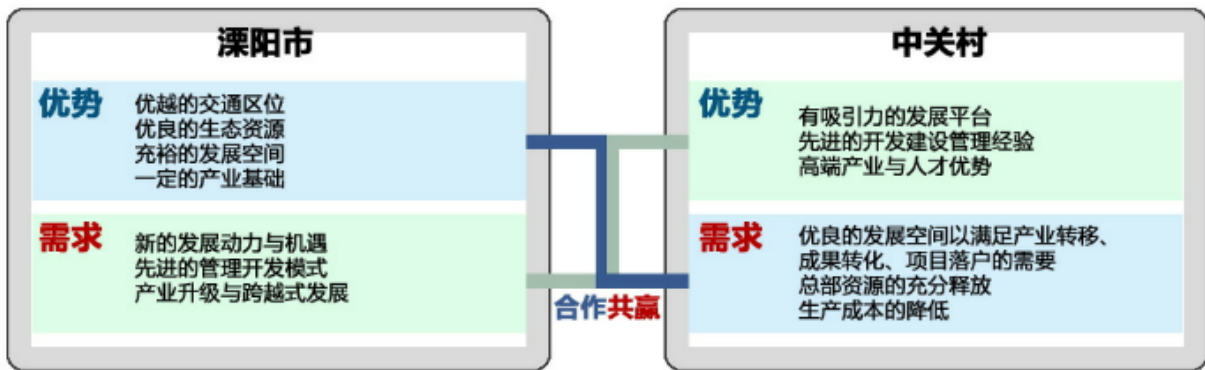 溧阳市
优势
优越的交通区位
优良的生态资源
充裕的发展空间
一定的产业基础
需求
新的发展动力与机遇
先进的管理开发模式
产业升级与跨越式发展
合作共赢
中关村
优势
有吸引力的发展平台
先进的开发建设管理经验
高端产业与人才优势
需求
优良的发展空间以满足产业转移、
成果转化、项目落户的需要
总部资源的充分释放
生产成本的降低